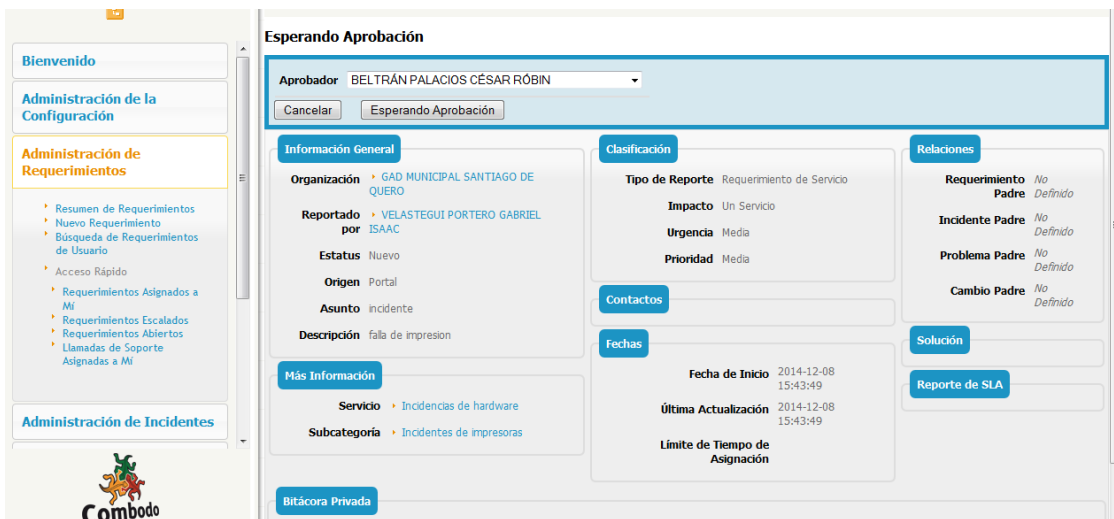 Bienvenido
Administración de la
Configuración
Administración de
Requerimientos
Resumen de Requerimientos
Nuevo Requerimiento
Búsqueda de Requerimientos
de Usuario
Acceso Rápido
Requerimientos Asignados a
Mí
Requerimientos Escalados
Requerimientos Abiertos
Llamadas de Soporte
Asignadas a Mí
Administración de Incidentes
Combodo
Esperando Aprobación
Aprobador BELTRÁN PALACIOS CÉSAR RÓBIN
Cancelar Esperando Aprobación
Información General
Organización GAD MUNICIPAL SANTIAGO DE
QUERO
Reportado VELASTEGUI PORTERO GABRIEL
por ISAAC
Estatus Nuevo
Origen Portal
Asunto incidente
Descripción falla de impresion
Más Información
Servicio Incidencias de hardware
Subcategoría Incidentes de impresoras
Clasificación
Tipo de Reporte Requerimiento de Servicio
Impacto Un Servicio
Urgencia Media
Prioridad Media
Contactos
Fechas
Fecha de Inicio 2014-12-08
15:43:49
Última Actualización 2014-12-08
15:43:49
Límite de Tiempo de
Asignación
Relaciones
Requerimiento No
Padre Definido
Incidente Padre No
Definido
Problema Padre No
Definido
Cambio Padre No
Definido
Solución
Reporte de SLA
Bitácora Privada